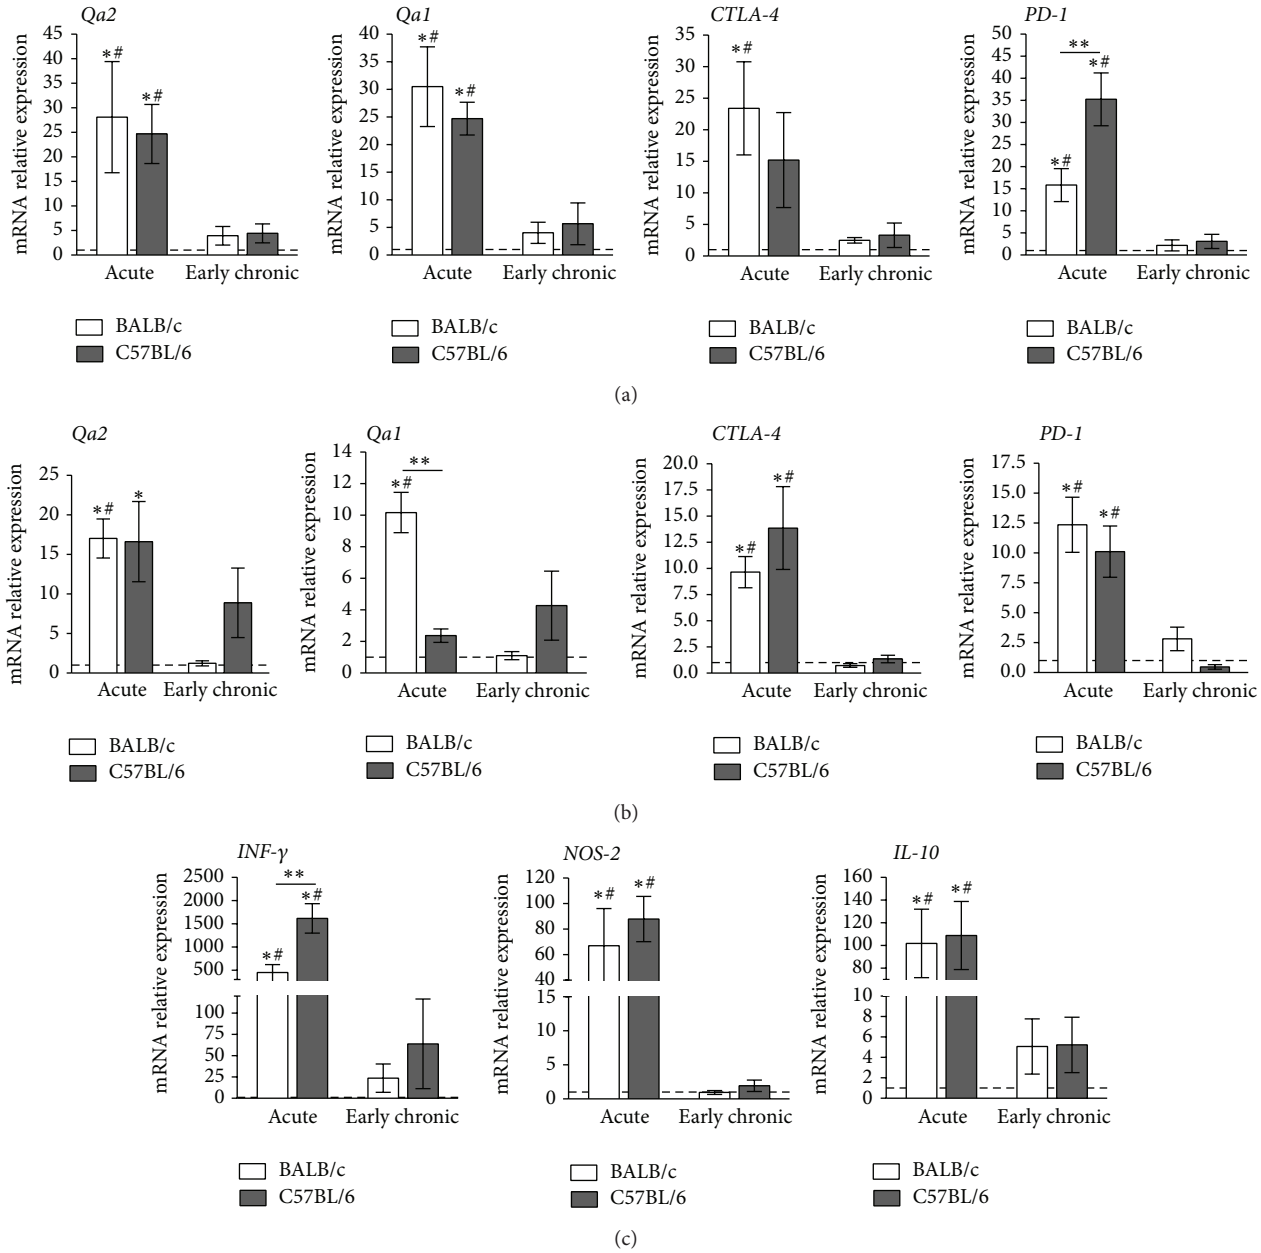 Qa2
mRNA relative expression
45
40
35
30
25
20
15
10
5
0
*#
*#
Acute
Early chronic
BALB/c
C57BL/6
Qa1
mRNA relative expression
40
35
30
25
20
15
10
5
0
*#
*#
Acute
Early chronic
BALB/c
C57BL/6
CTLA-4
mRNA relative expression
35
30
25
20
15
10
5
0
*#
Acute
Early chronic
BALB/c
C57BL/6
PD-1
mRNA relative expression
50
45
40
35
30
25
20
15
10
5
0
**
*#
*#
Acute
Early chronic
BALB/c
C57BL/6
(a)
Qa2
mRNA relative expression
25
20
15
10
5
0
*#
*
Acute
Early chronic
BALB/c
C57BL/6
Qa1
mRNA relative expression
14
12
10
8
6
4
2
0
**
*#
Acute
Early chronic
BALB/c
C57BL/6
CTLA-4
mRNA relative expression
20.0
17.5
15.0
12.5
10.0
7.5
5.0
2.5
0.0
*#
*#
Acute
Early chronic
BALB/c
C57BL/6
PD-1
mRNA relative expression
17.5
15.0
12.5
10.0
7.5
5.0
2.5
0.0
*#
*#
Acute
Early chronic
BALB/c
C57BL/6
(b)
INF-γ
mRNA relative expression
2500
2000
1500
1000
500
100
75
50
25
0
**
*#
*#
Acute
Early chronic
BALB/c
C57BL/6
NOS-2
mRNA relative expression
120
100
80
60
40
15
10
5
1
0
*#
*#
Acute
Early chronic
BALB/c
C57BL/6
IL-10
mRNA relative expression
160
140
120
100
80
10
8
6
4
2
0
*#
*#
Acute
Early chronic
BALB/c
C57BL/6
(c)